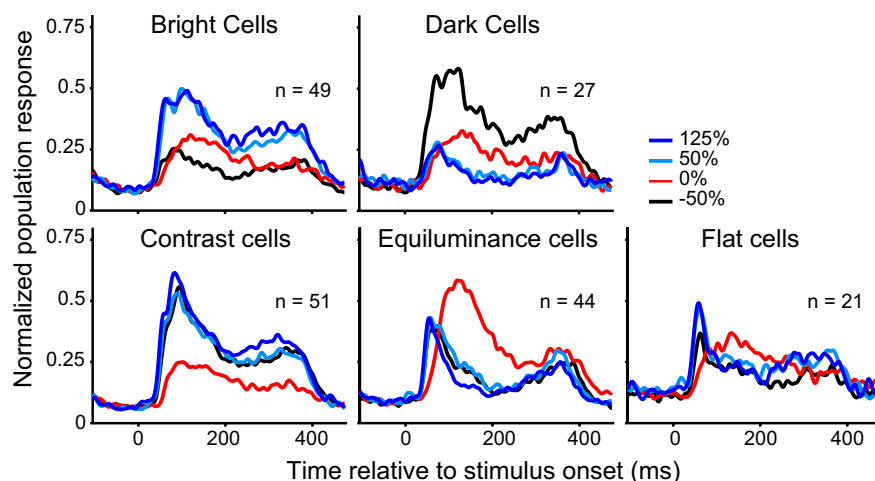 Bright Cells
Dark Cells
0.75
0.5
0.25
0
n = 49
n = 27
125%
50%
0%
-50%
Normalized population response
Contrast cells
Equiluminance cells
Flat cells
0.75
0.5
0.25
0
n = 51
n = 44
n = 21
0 200 400
0 200 400
0 200 400
Time relative to stimulus onset (ms)